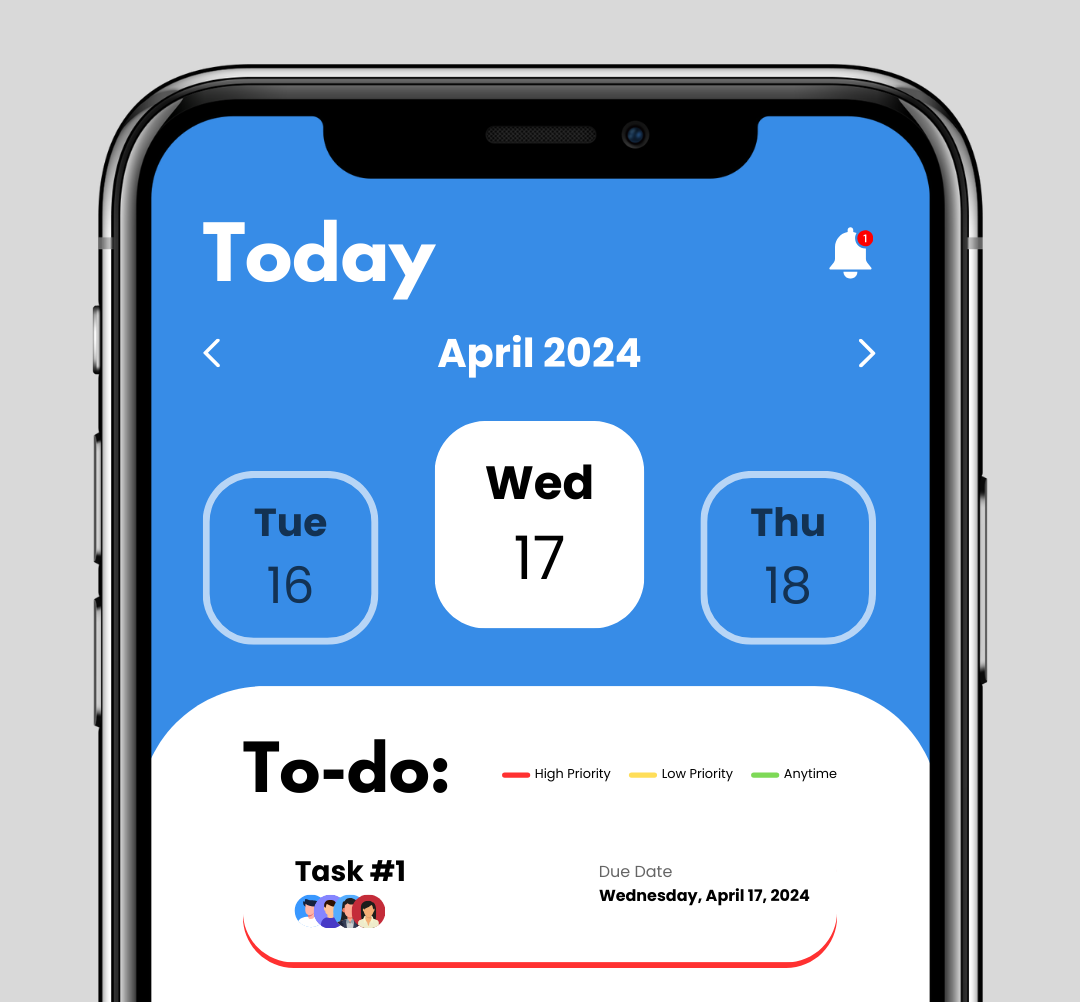 Today
1
April 2024
Tue
16
Wed
17
Thu
18
To-do:
High Priority
Low Priority
Anytime
Task #1
Due Date
Wednesday, April 17, 2024